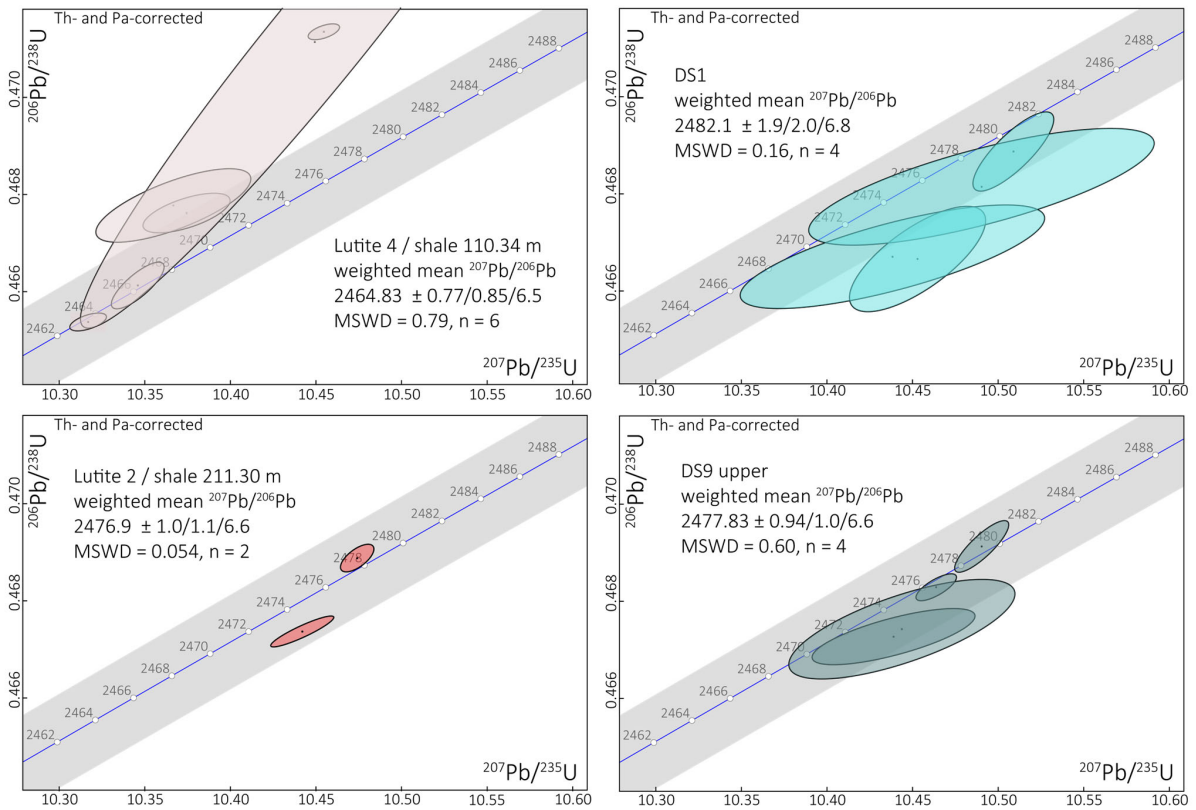 Th- and Pa-corrected
²⁰⁶Pb/²³⁸U
0.470
0.468
0.466
2488
2486
2484
2482
2480
2478
2476
2474
2472
2470
2468
2466
2464
2462
Lutite 4 / shale 110.34 m
weighted mean ²⁰⁷Pb/²⁰⁶Pb
2464.83 ± 0.77/0.85/6.5
MSWD = 0.79, n = 6
²⁰⁷Pb/²³⁵U
10.30 10.35 10.40 10.45 10.50 10.55 10.60
Th- and Pa-corrected
²⁰⁶Pb/²³⁸U
0.470
0.468
0.466
DS1
weighted mean ²⁰⁷Pb/²⁰⁶Pb
2482.1 ± 1.9/2.0/6.8
MSWD = 0.16, n = 4
2488
2486
2484
2482
2480
2478
2476
2474
2472
2470
2468
2466
2464
2462
²⁰⁷Pb/²³⁵U
10.30 10.35 10.40 10.45 10.50 10.55 10.60
Th- and Pa-corrected
²⁰⁶Pb/²³⁸U
0.470
0.468
0.466
Lutite 2 / shale 211.30 m
weighted mean ²⁰⁷Pb/²⁰⁶Pb
2476.9 ± 1.0/1.1/6.6
MSWD = 0.054, n = 2
2488
2486
2484
2482
2480
2478
2476
2474
2472
2470
2468
2466
2464
2462
²⁰⁷Pb/²³⁵U
10.30 10.35 10.40 10.45 10.50 10.55 10.60
Th- and Pa-corrected
²⁰⁶Pb/²³⁸U
0.470
0.468
0.466
DS9 upper
weighted mean ²⁰⁷Pb/²⁰⁶Pb
2477.83 ± 0.94/1.0/6.6
MSWD = 0.60, n = 4
2488
2486
2484
2482
2480
2478
2476
2474
2472
2470
2468
2466
2464
2462
²⁰⁷Pb/²³⁵U
10.30 10.35 10.40 10.45 10.50 10.55 10.60